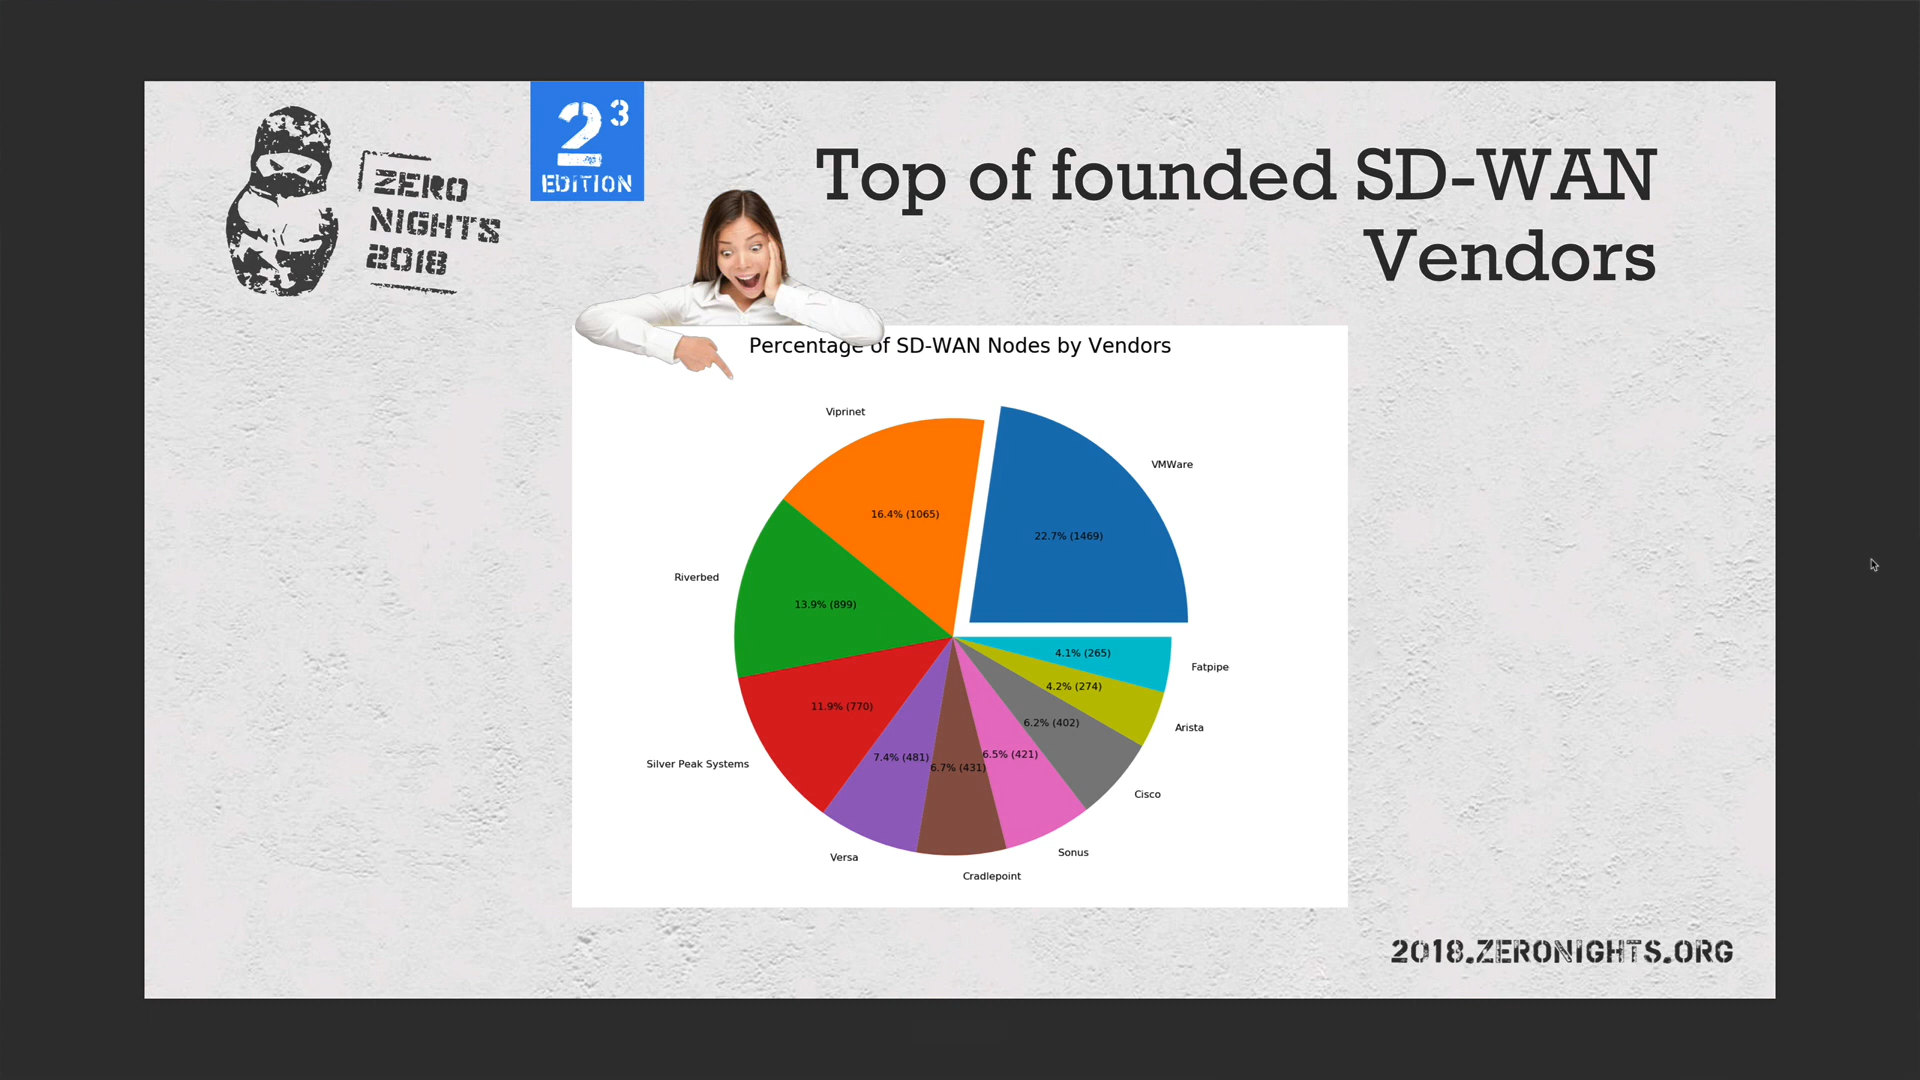 ZERO
NIGHTS
2018
2³
EDITION
Top of founded SD-WAN
Vendors
Percentage of SD-WAN Nodes by Vendors
Viprinet
VMWare
16.4% (1065)
22.7% (1469)
Riverbed
13.9% (899)
4.1% (265)
Fatpipe
4.2% (274)
11.9% (770)
6.2% (402)
Arista
7.4% (481)
6.5% (421)
Silver Peak Systems
6.7% (431)
Cisco
Versa
Sonus
Cradlepoint
2018.ZERONIGHTS.ORG